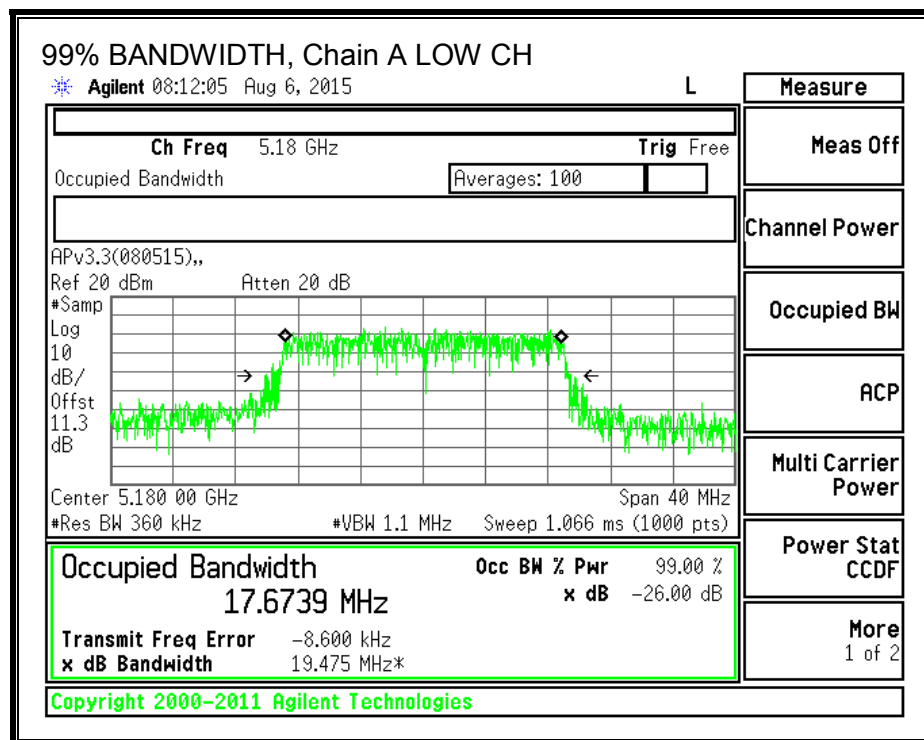 99% BANDWIDTH, Chain A LOW CH
Agilent 08:12:05 Aug 6, 2015 L
Measure
Ch Freq 5.18 GHz Trig Free
Meas Off
Occupied Bandwidth Averages: 100
Channel Power
APv3.3(080515),,
Ref 20 dBm Atten 20 dB
#Samp
Log
10
dB/
Offst
11.3
dB
Occupied BW
ACP
Multi Carrier
Power
Center 5.180 00 GHz Span 40 MHz
#Res BW 360 kHz #VBW 1.1 MHz Sweep 1.066 ms (1000 pts)
Power Stat
CCDF
Occupied Bandwidth Occ BW % Pwr 99.00 %
17.6739 MHz x dB -26.00 dB
Transmit Freq Error -8.600 kHz
x dB Bandwidth 19.475 MHz*
More
1 of 2
Copyright 2000-2011 Agilent Technologies